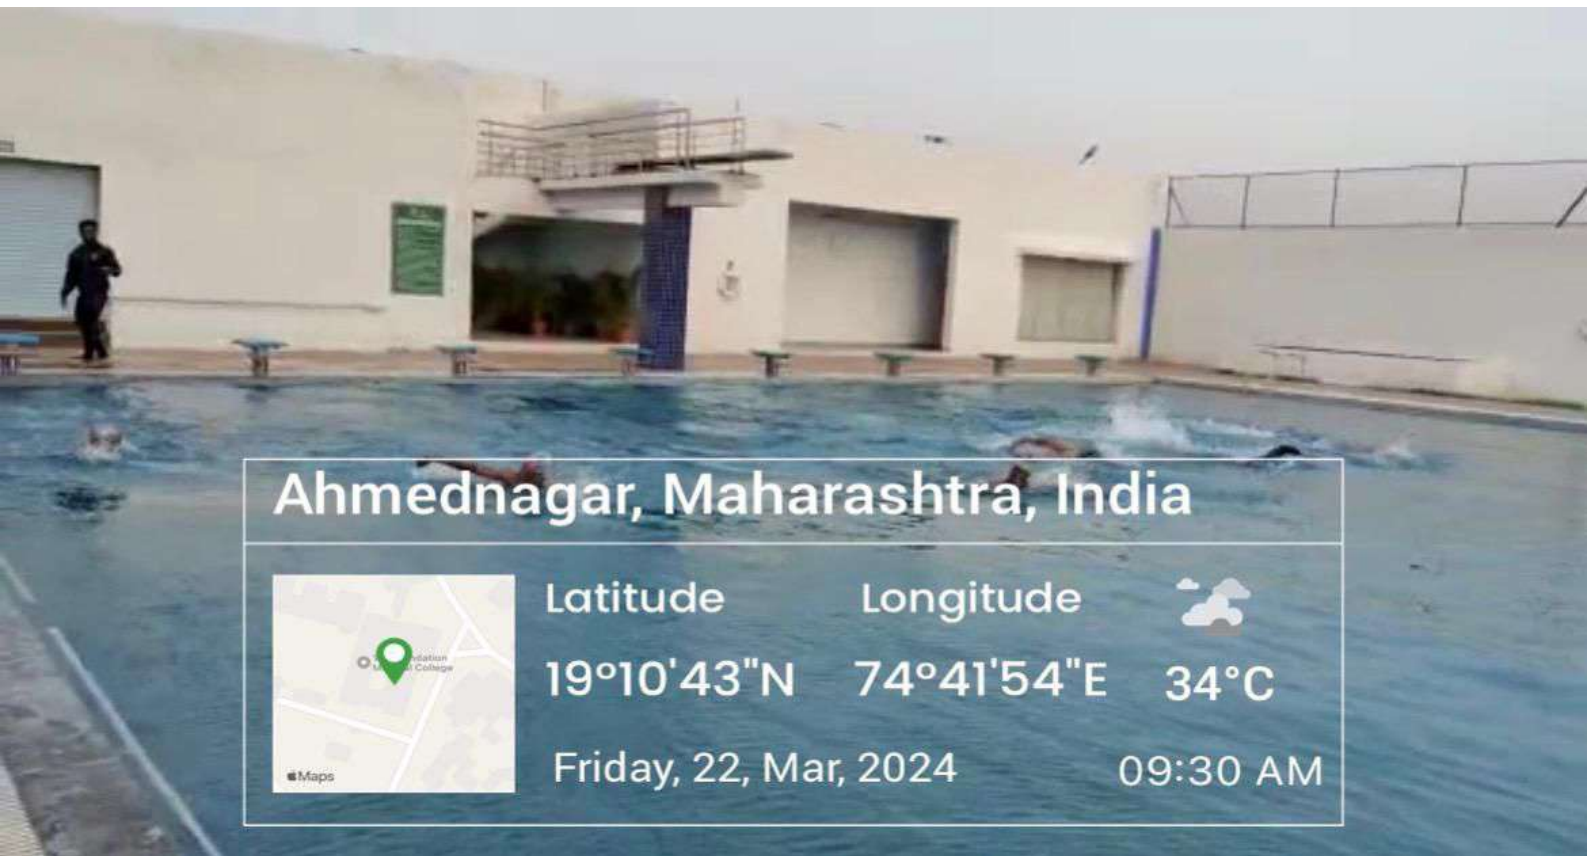 Ahmednagar, Maharashtra, India
Latitude Longitude
19°10'43"N 74°41'54"E 34°C
College
Maps
Friday, 22, Mar, 2024 09:30 AM